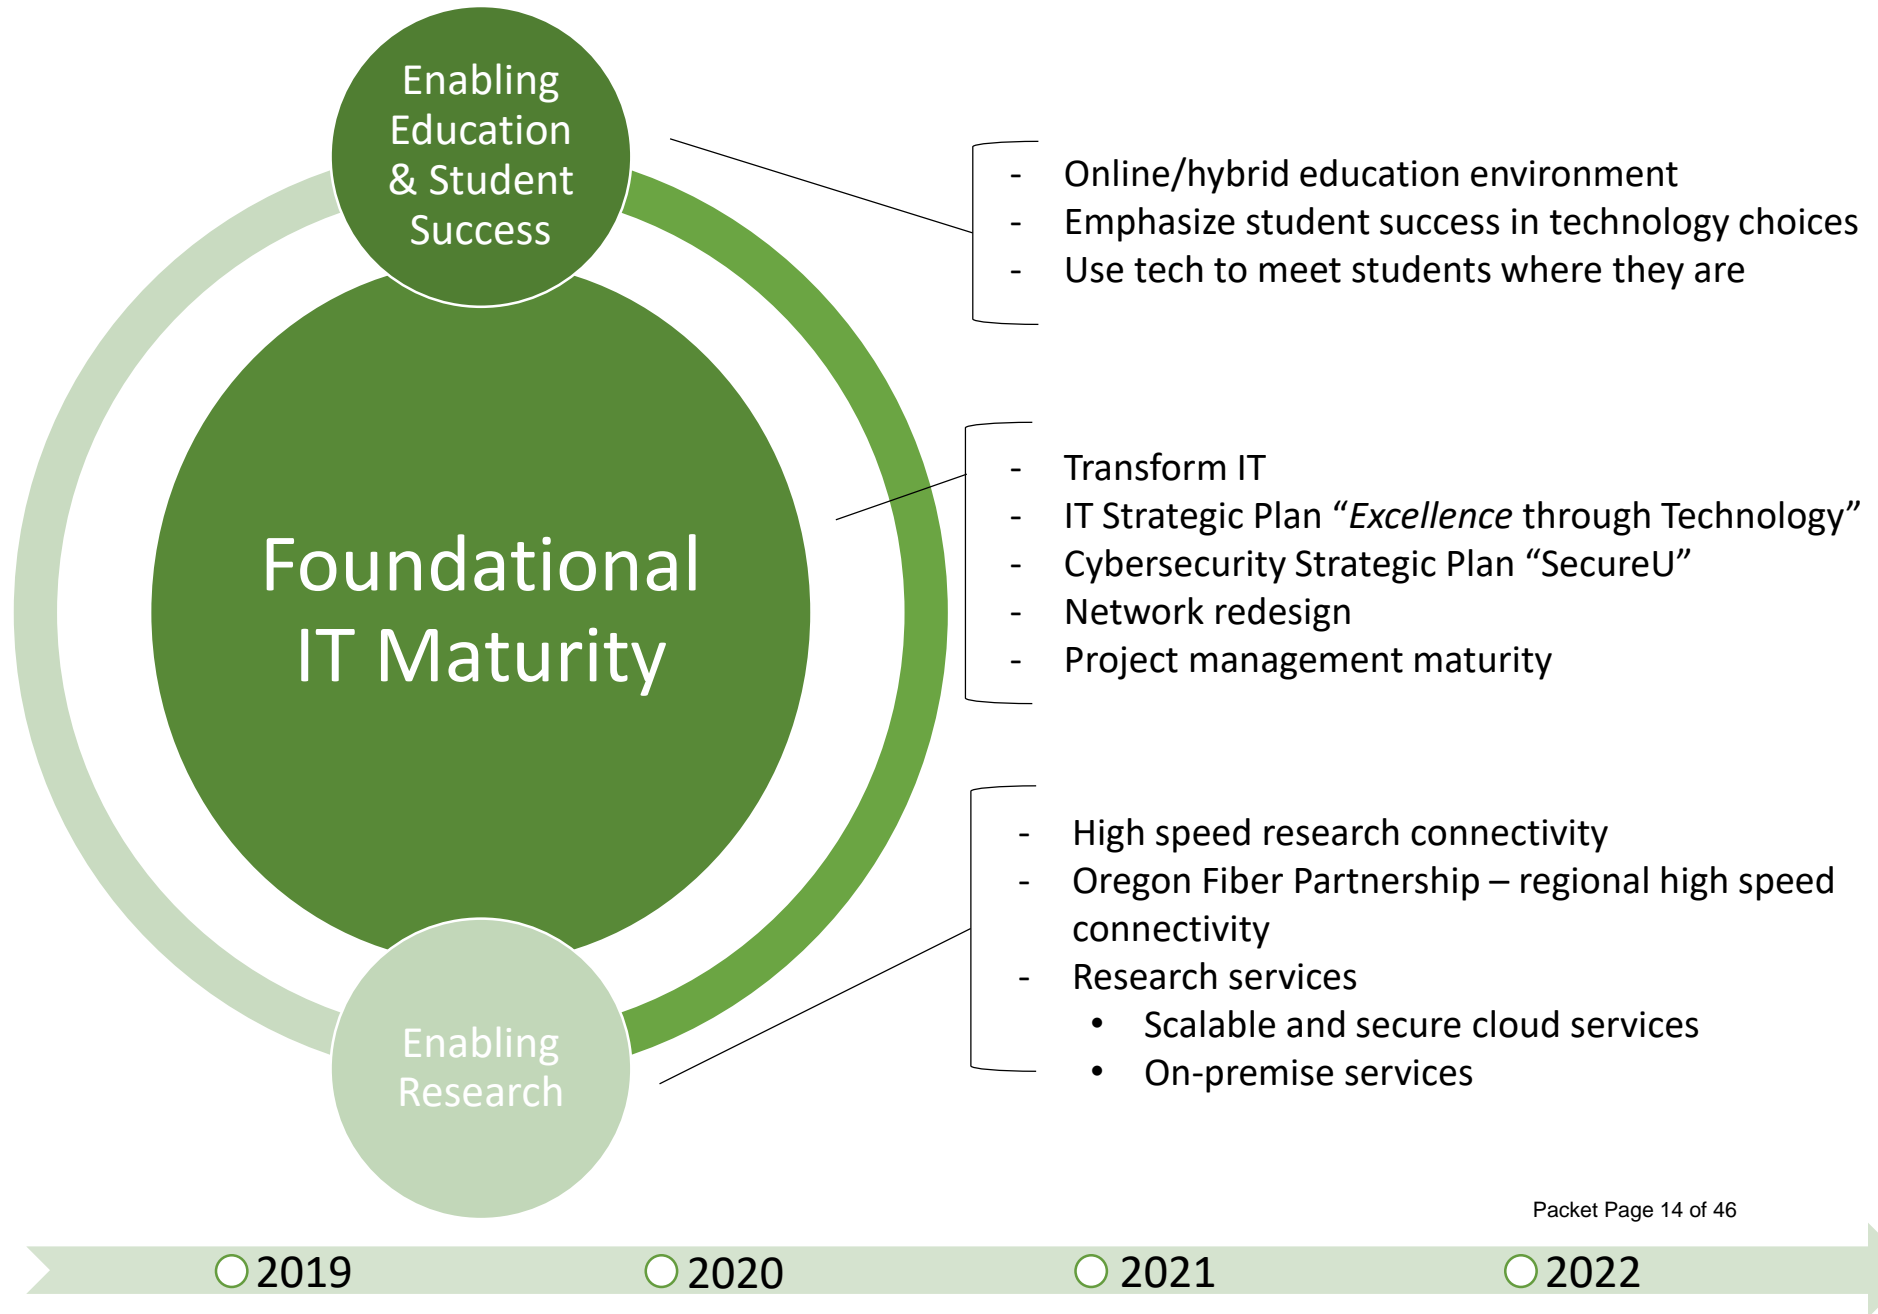 Enabling
Education
& Student
Success
- Online/hybrid education environment
- Emphasize student success in technology choices
- Use tech to meet students where they are
Foundational
IT Maturity
- Transform IT
- IT Strategic Plan “Excellence through Technology”
- Cybersecurity Strategic Plan “SecureU”
- Network redesign
- Project management maturity
Enabling
Research
- High speed research connectivity
- Oregon Fiber Partnership – regional high speed
connectivity
- Research services
• Scalable and secure cloud services
• On-premise services
Packet Page 14 of 46
2019
2020
2021
2022